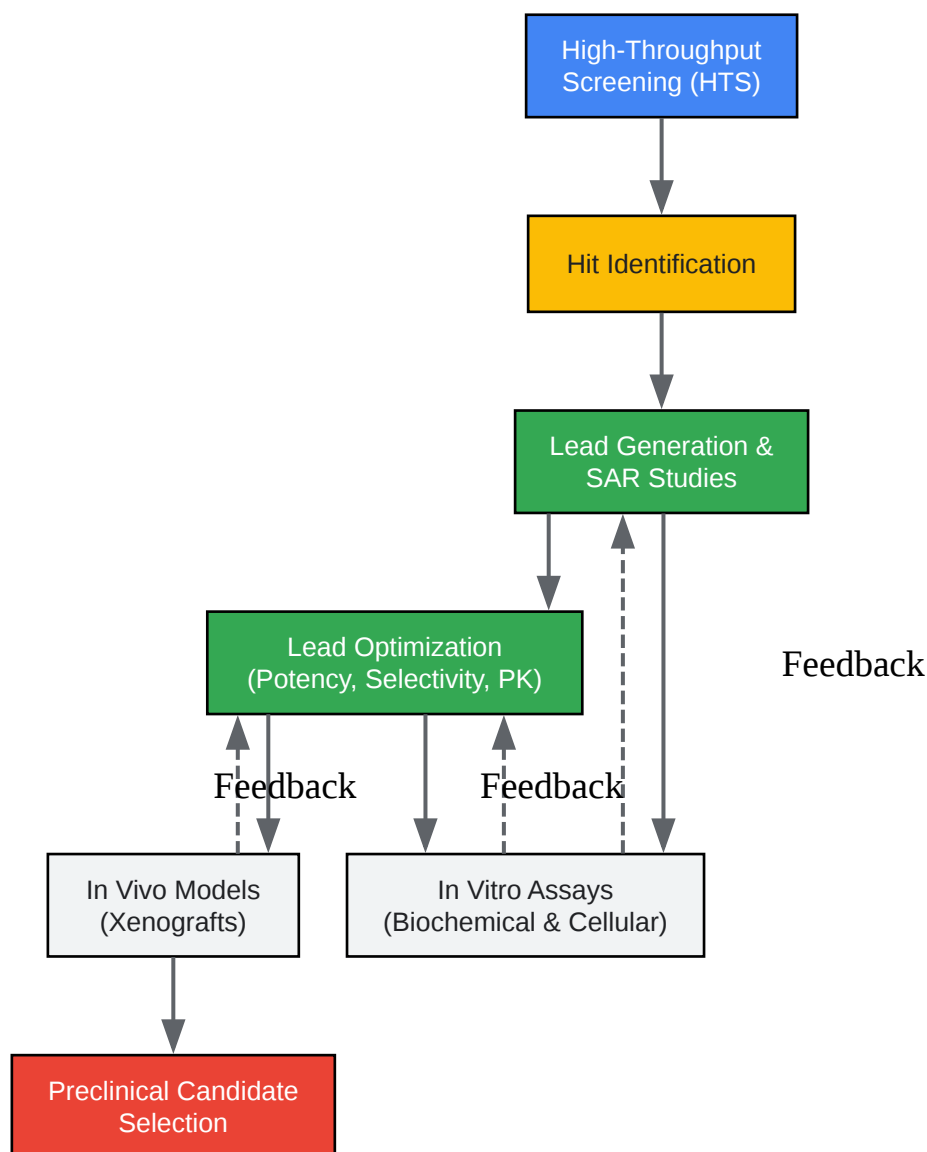 High-Throughput
Screening (HTS)
Hit Identification
Lead Generation &
SAR Studies
Lead Optimization
(Potency, Selectivity, PK)
Feedback
Feedback
Feedback
In Vivo Models
(Xenografts)
In Vitro Assays
(Biochemical & Cellular)
Preclinical Candidate
Selection